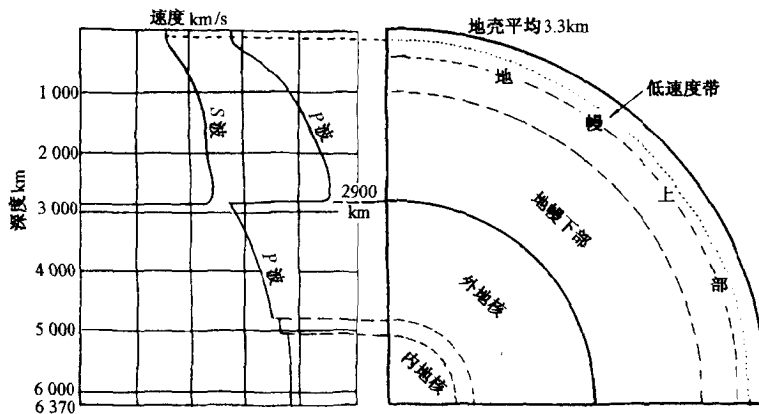 速度 km/s
地壳平均3.3km
地
幔
上
部
低速度带
S波
P波
深度km
1 000
2 000
3 000
4 000
5 000
6 000
6 370
2900
km
P波
地幔下部
外地核
内地核